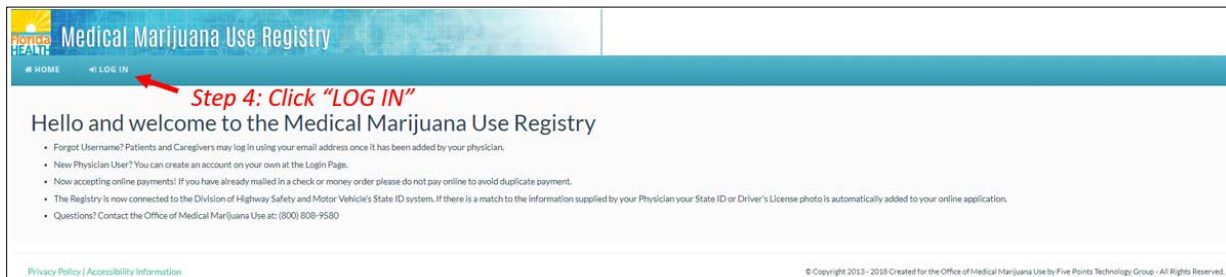 Florida
HEALTH
Medical Marijuana Use Registry
HOME LOG IN
Step 4: Click “LOG IN”
Hello and welcome to the Medical Marijuana Use Registry
• Forgot Username? Patients and Caregivers may log in using your email address once it has been added by your physician.
• New Physician User? You can create an account on your own at the Login Page.
• Now accepting online payments! If you have already mailed in a check or money order please do not pay online to avoid duplicate payment.
• The Registry is now connected to the Division of Highway Safety and Motor Vehicle's State ID system. If there is a match to the information supplied by your Physician your State ID or Driver's License photo is automatically added to your online application.
• Questions? Contact the Office of Medical Marijuana Use at: (800) 808-9580
Privacy Policy | Accessibility Information
© Copyright 2013 - 2018 Created for the Office of Medical Marijuana Use by Five Points Technology Group - All Rights Reserved.